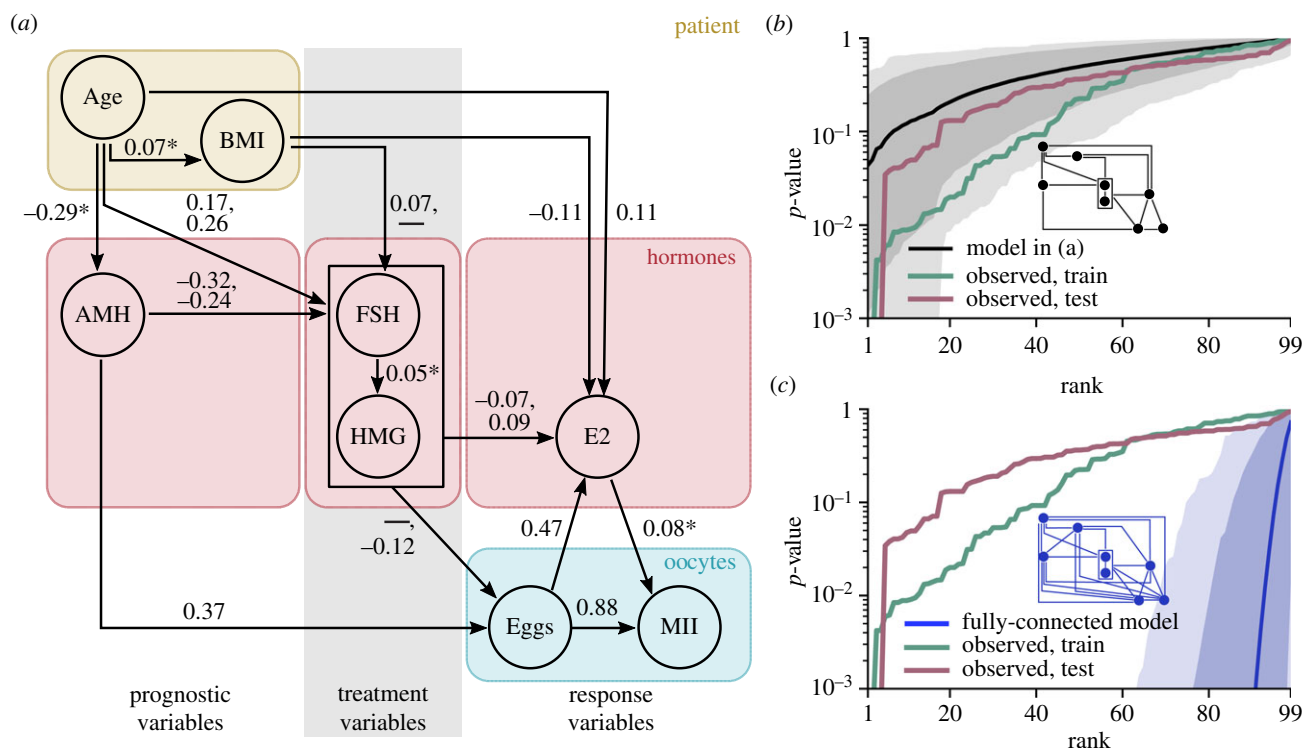 (a)
patient
Age
BMI
0.07*
–0.29*
0.17,
0.26
0.07,
—
–0.11
0.11
hormones
AMH
–0.32,
–0.24
FSH
0.05*
HMG
–0.07,
0.09
E2
—,
–0.12
0.47
0.08*
oocytes
0.37
Eggs
0.88
MII
prognostic
variables
treatment
variables
response
variables
(b)
1
10–1
10–2
10–3
p-value
model in (a)
observed, train
observed, test
1
20
40
60
80
99
rank
(c)
1
10–1
10–2
10–3
p-value
fully-connected model
observed, train
observed, test
1
20
40
60
80
99
rank